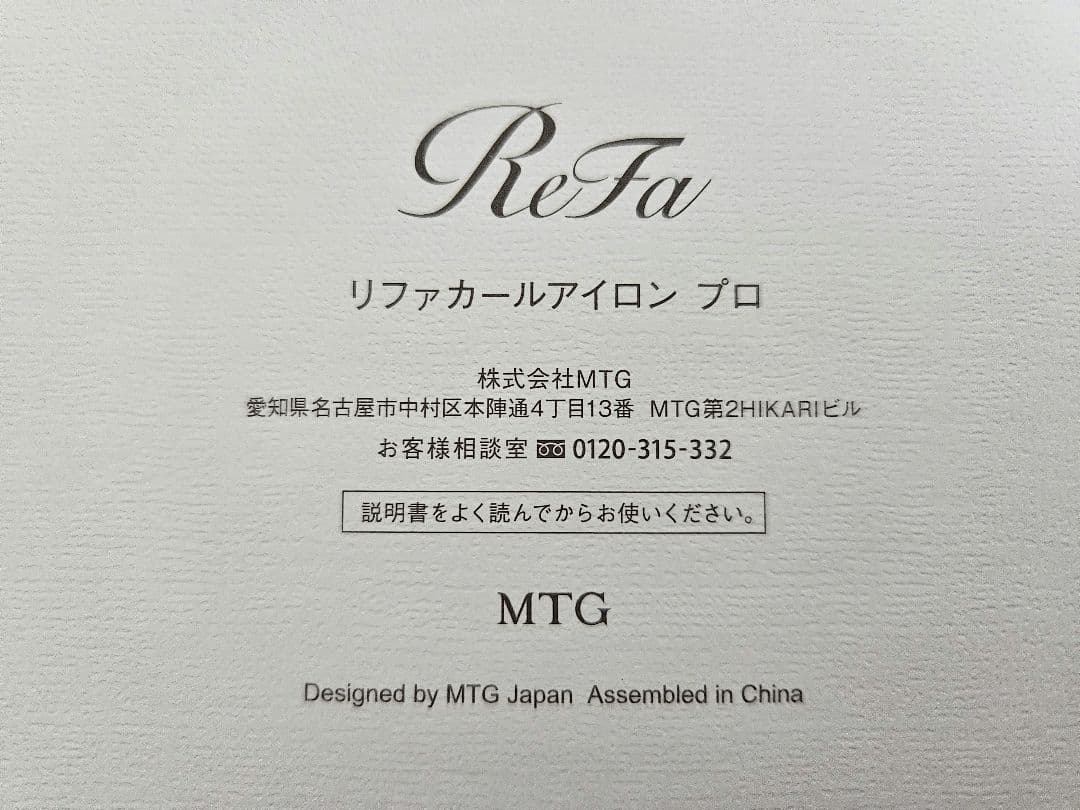 ReFa
リファカールアイロン プロ
株式会社MTG
愛知県名古屋市中村区本陣通4丁目13番 MTG第2HIKARIビル
お客様相談室 0120-315-332
説明書をよく読んでからお使いください。
MTG
Designed by MTG Japan Assembled in China